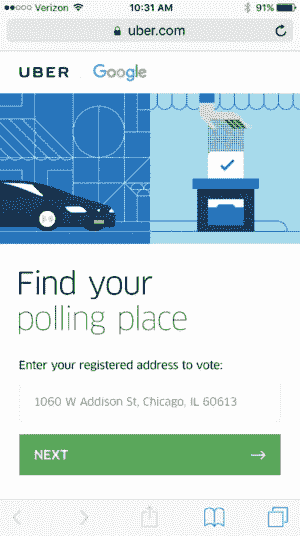 Verizon 10:31 AM 91%
uber.com
UBER Google
Find your
polling place
Enter your registered address to vote:
1060 W Addison St, Chicago, IL 60613
NEXT